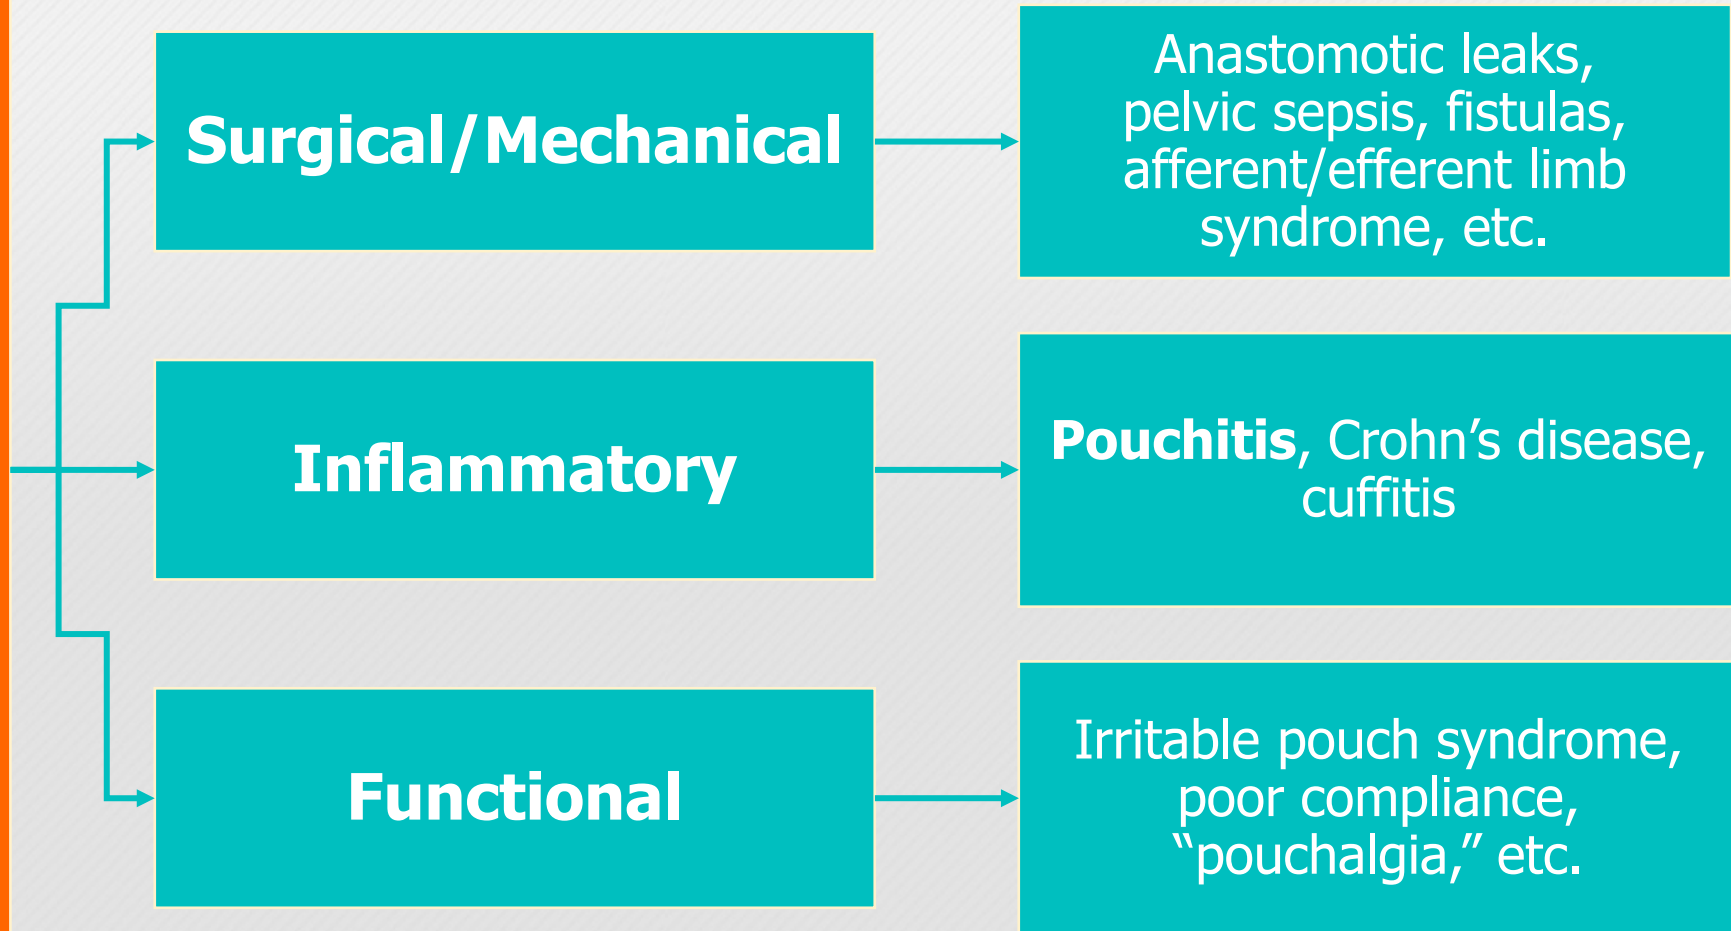 Surgical/Mechanical
Anastomotic leaks,
pelvic sepsis, fistulas,
afferent/efferent limb
syndrome, etc.
Inflammatory
Pouchitis, Crohn’s disease,
cuffitis
Functional
Irritable pouch syndrome,
poor compliance,
“pouchalgia,” etc.